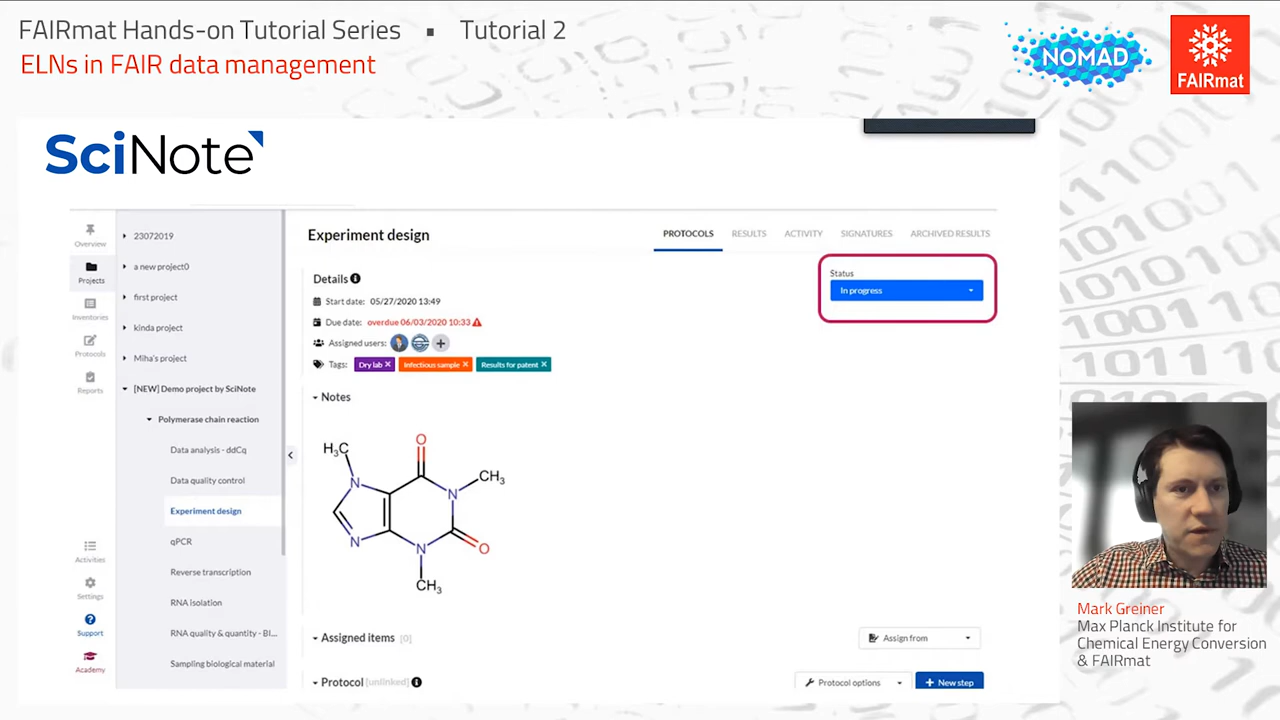 FAIRmat Hands-on Tutorial Series ▪ Tutorial 2
ELNs in FAIR data management
NOMAD
FAIRmat
SciNote
Overview
Projects
Inventories
Protocols
Reports
Activities
Settings
Support
Academy
23072019
a new project0
first project
kinda project
Miha's project
[NEW] Demo project by SciNote
Polymerase chain reaction
Data analysis - ddCq
Data quality control
Experiment design
qPCR
Reverse transcription
RNA isolation
RNA quality & quantity - BI...
Sampling biological material
Experiment design
PROTOCOLS RESULTS ACTIVITY SIGNATURES ARCHIVED RESULTS
Details
Status
In progress
Start date: 05/27/2020 13:49
Due date: overdue 06/03/2020 10:33
Assigned users:
Tags: Dry lab × Infectious sample × Results for patent ×
Notes
O
H₃C
CH₃
N
N
N
N
O
CH₃
Assigned items [0]
Assign from
Protocol [unlinked]
Protocol options
+ New step
Mark Greiner
Max Planck Institute for
Chemical Energy Conversion
& FAIRmat